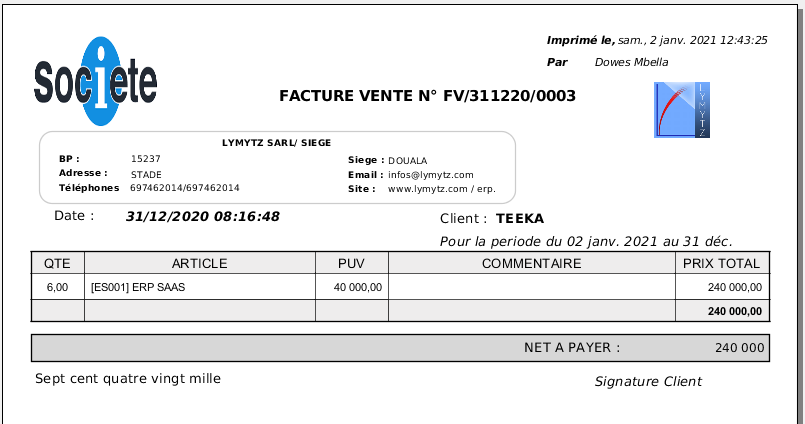 Imprimé le, sam., 2 janv. 2021 12:43:25
Par Dowes Mbella
Societe
FACTURE VENTE N° FV/311220/0003
LYMYTZ
LYMYTZ SARL/ SIEGE
BP : 15237 Siege : DOUALA
Adresse : STADE Email : infos@lymytz.com
Téléphones 697462014/697462014 Site : www.lymytz.com / erp.
Date : 31/12/2020 08:16:48 Client : TEEKA
Pour la periode du 02 janv. 2021 au 31 déc.
QTE ARTICLE PUV COMMENTAIRE PRIX TOTAL
6,00 [ES001] ERP SAAS 40 000,00 240 000,00
240 000,00
NET A PAYER : 240 000
Sept cent quatre vingt mille
Signature Client